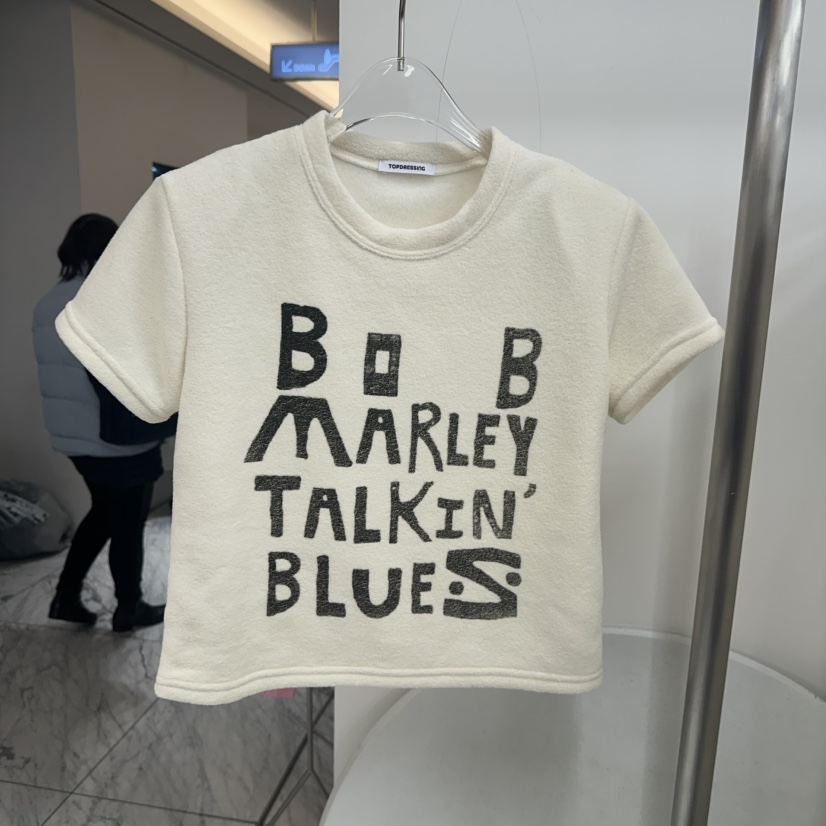 TOPDRESSING
BOB
MARLEY
TALKIN'
BLUES